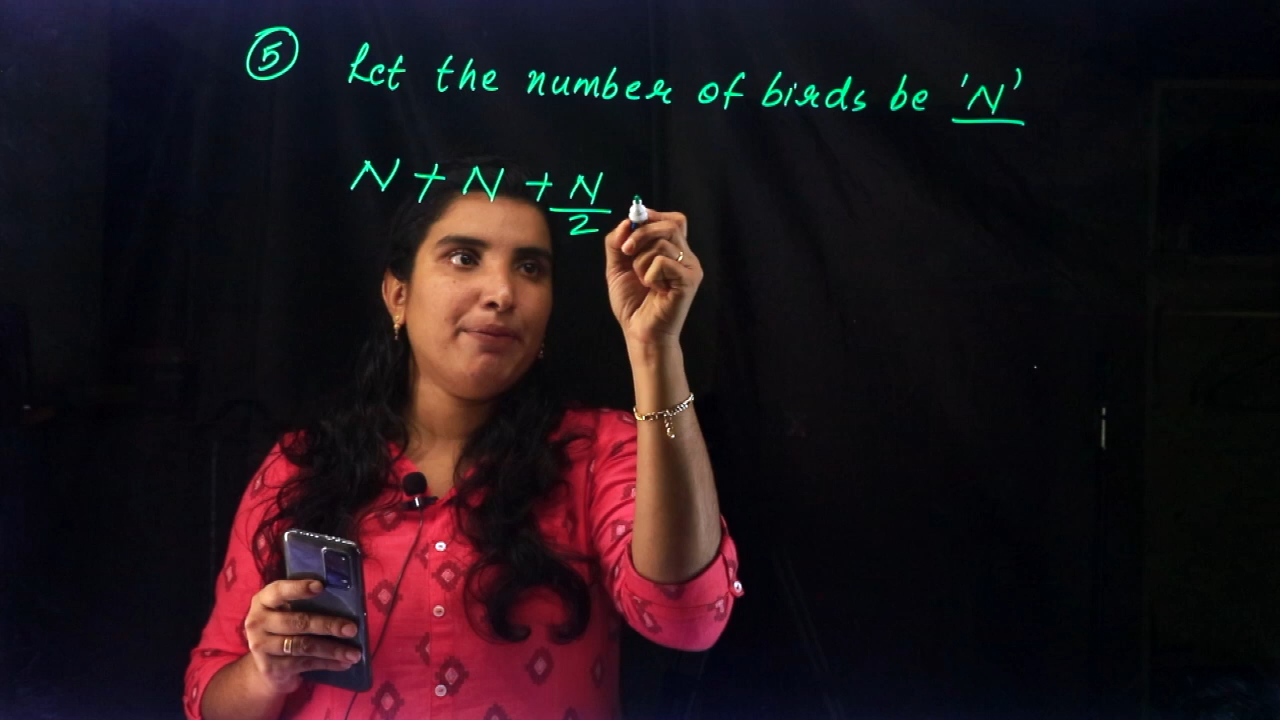 ⑤ Let the number of birds be 'N'
N + N + N/2